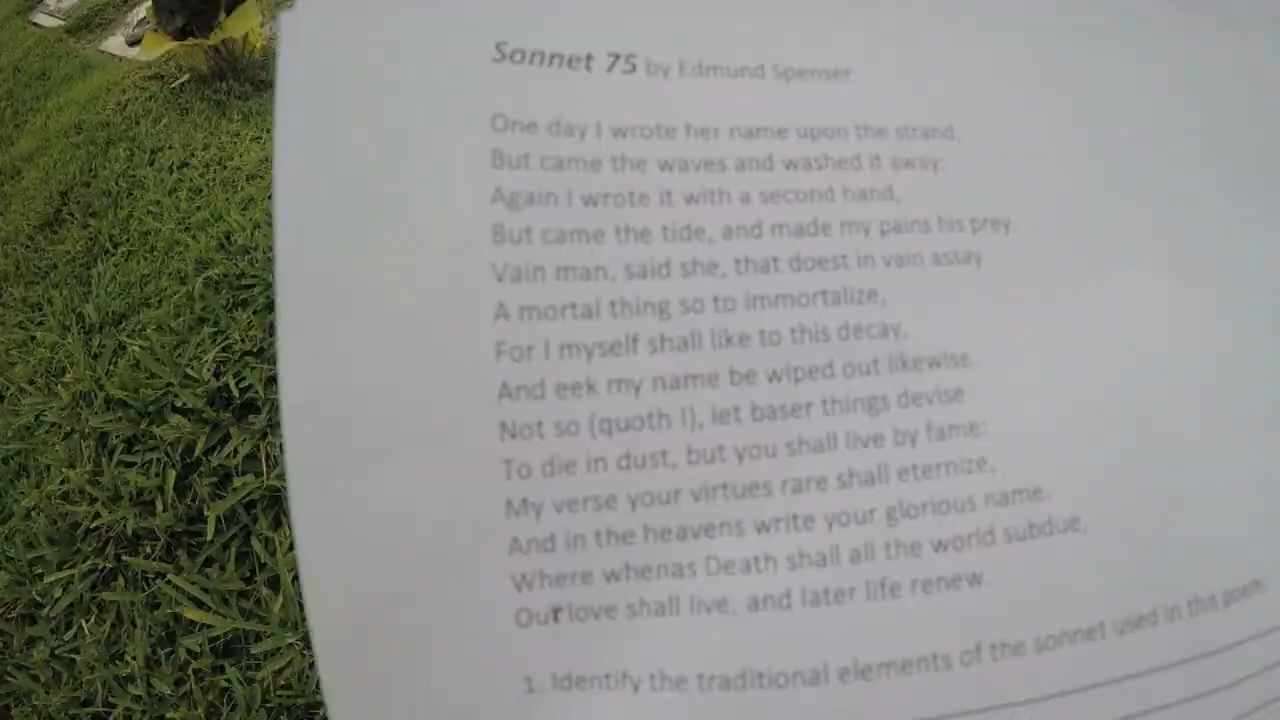 Sonnet 75 by Edmund Spenser
One day I wrote her name upon the strand,
But came the waves and washed it away:
Again I wrote it with a second hand,
But came the tide, and made my pains his prey.
Vain man, said she, that doest in vain assay
A mortal thing so to immortalize,
For I myself shall like to this decay,
And eek my name be wiped out likewise.
Not so (quoth I), let baser things devise
To die in dust, but you shall live by fame:
My verse your virtues rare shall eternize,
And in the heavens write your glorious name.
Where whenas Death shall all the world subdue,
Our love shall live, and later life renew.
1. Identify the traditional elements of the sonnet used in this poem.